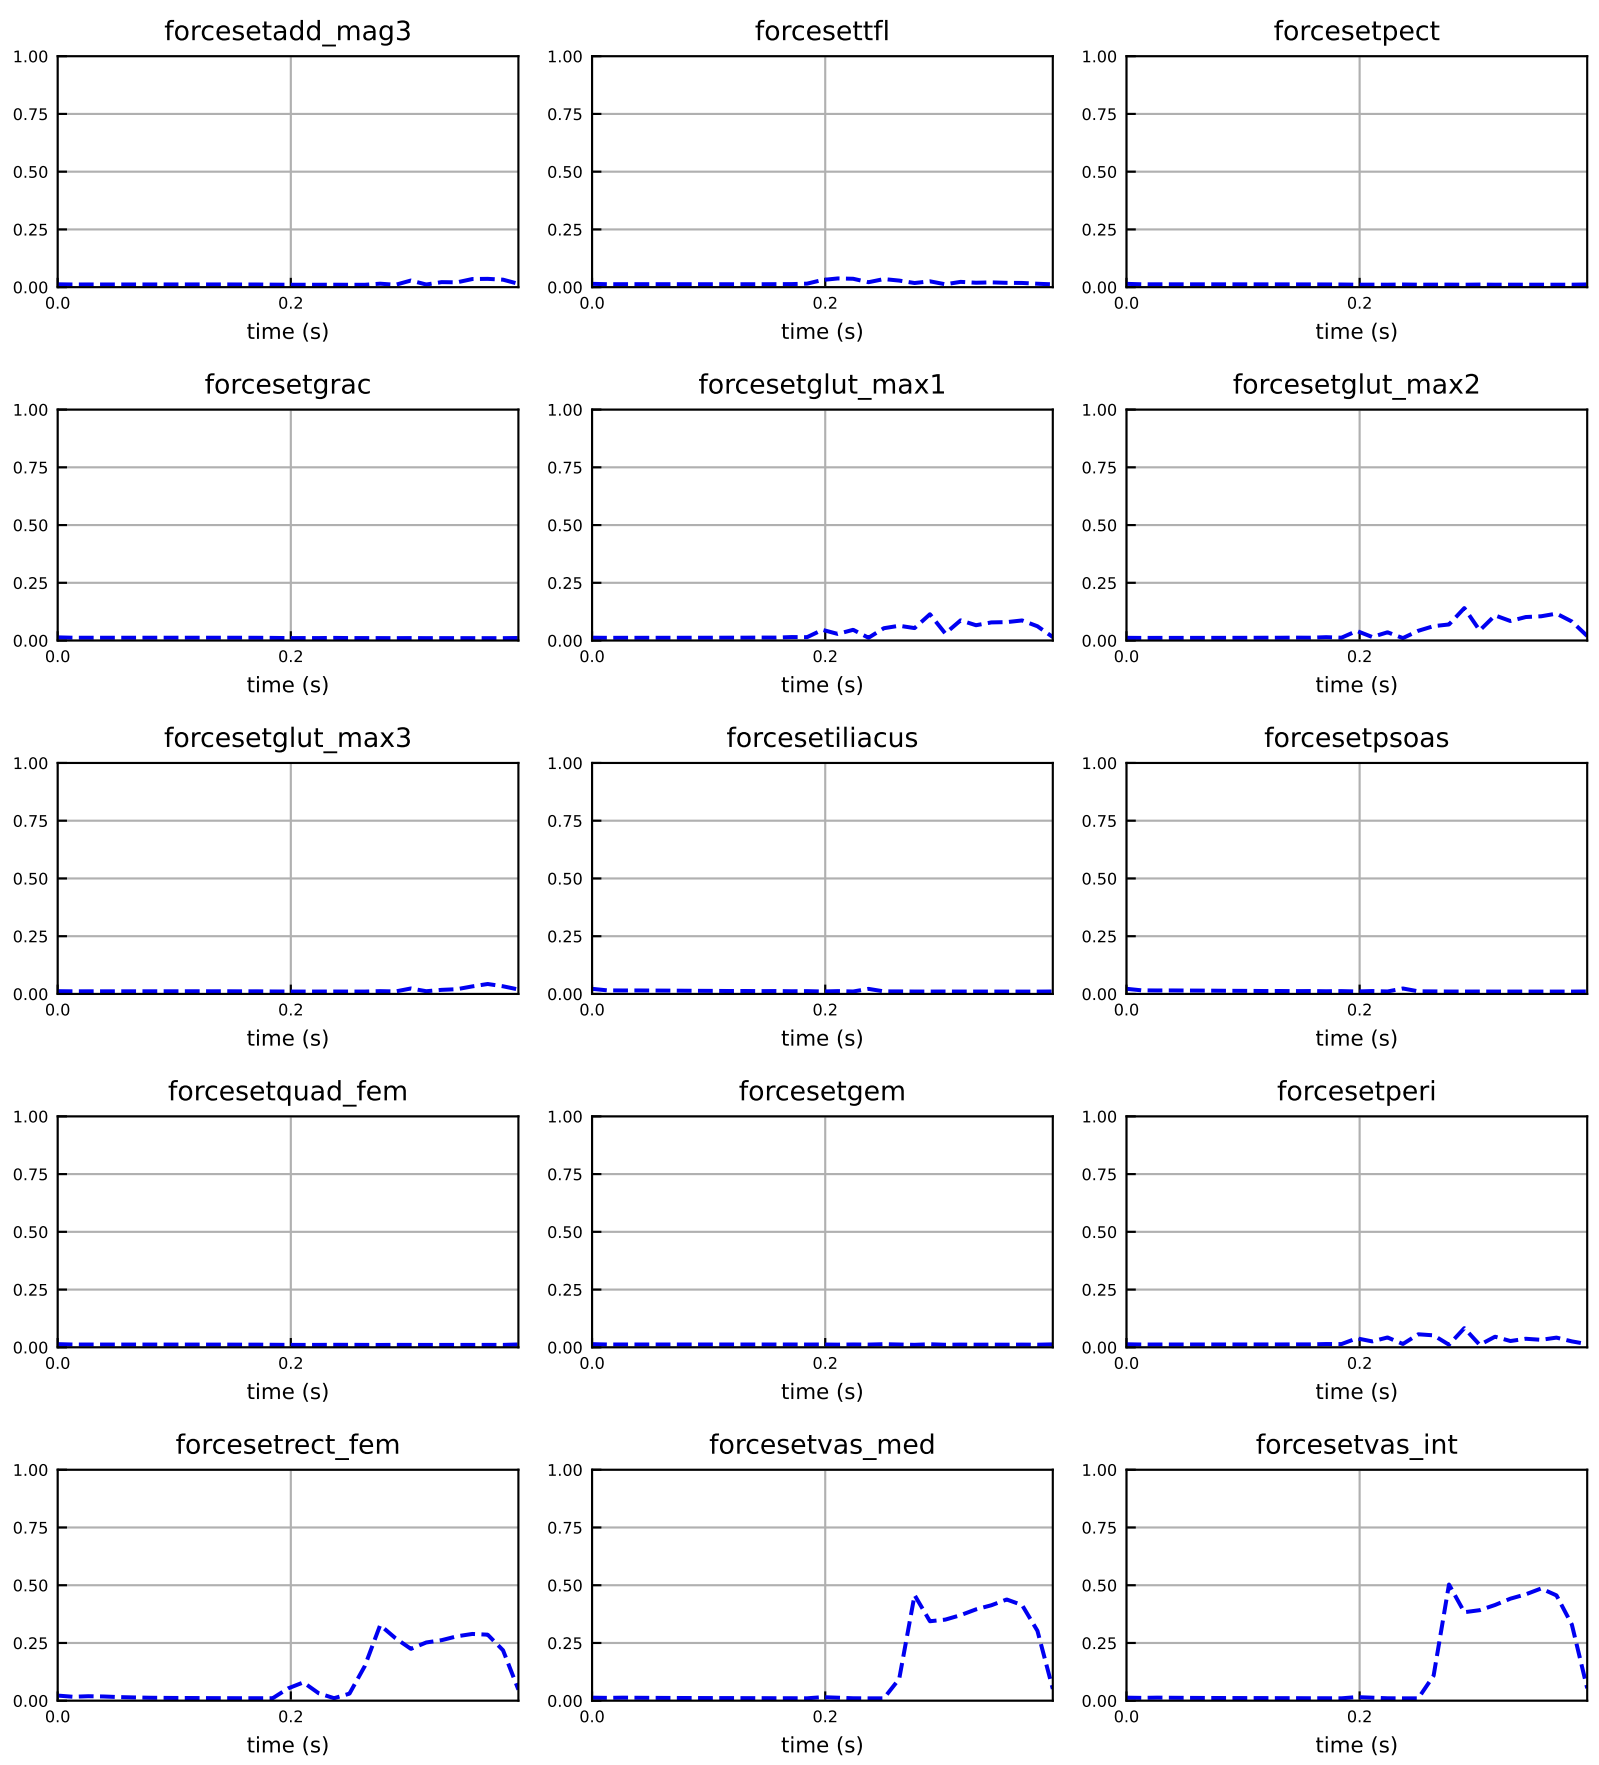 forcesetadd_mag3 forcesettfl forcesetpect
1.00 1.00 1.00
0.75 0.75 0.75
0.50 0.50 0.50
0.25 0.25 0.25
0.00 0.00 0.00
0.0 0.2 0.0 0.2 0.0 0.2
time (s) time (s) time (s)
forcesetgrac forcesetglut_max1 forcesetglut_max2
1.00 1.00 1.00
0.75 0.75 0.75
0.50 0.50 0.50
0.25 0.25 0.25
0.00 0.00 0.00
0.0 0.2 0.0 0.2 0.0 0.2
time (s) time (s) time (s)
forcesetglut_max3 forcesetiliacus forcesetpsoas
1.00 1.00 1.00
0.75 0.75 0.75
0.50 0.50 0.50
0.25 0.25 0.25
0.00 0.00 0.00
0.0 0.2 0.0 0.2 0.0 0.2
time (s) time (s) time (s)
forcesetquad_fem forcesetgem forcesetperi
1.00 1.00 1.00
0.75 0.75 0.75
0.50 0.50 0.50
0.25 0.25 0.25
0.00 0.00 0.00
0.0 0.2 0.0 0.2 0.0 0.2
time (s) time (s) time (s)
forcesetrect_fem forcesetvas_med forcesetvas_int
1.00 1.00 1.00
0.75 0.75 0.75
0.50 0.50 0.50
0.25 0.25 0.25
0.00 0.00 0.00
0.0 0.2 0.0 0.2 0.0 0.2
time (s) time (s) time (s)